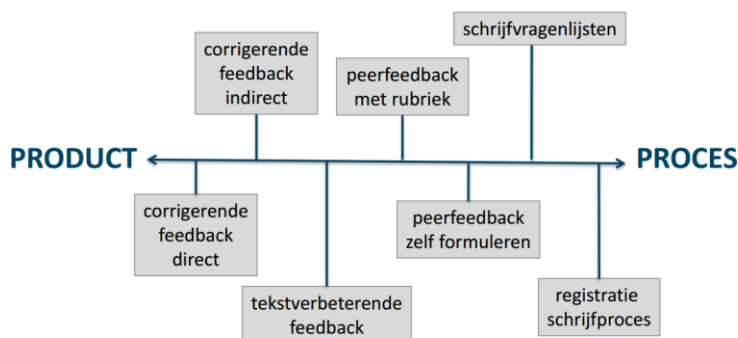 schrijfvragenlijsten
corrigerende
feedback
indirect
peerfeedback
met rubriek
PRODUCT
PROCES
corrigerende
feedback
direct
peerfeedback
zelf formuleren
tekstverbeterende
feedback
registratie
schrijfproces